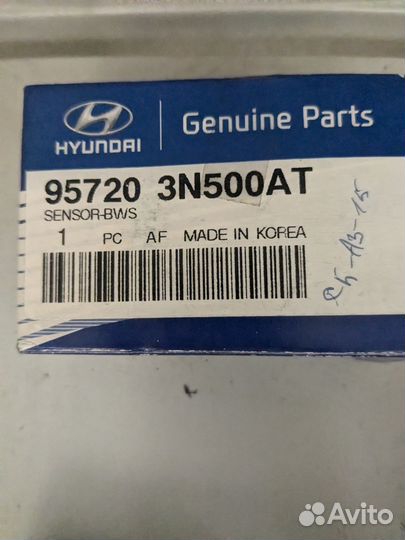 HYUNDAI
Genuine Parts
95720 3N500AT
SENSOR-BWS
1 PC AF MADE IN KOREA
Avito